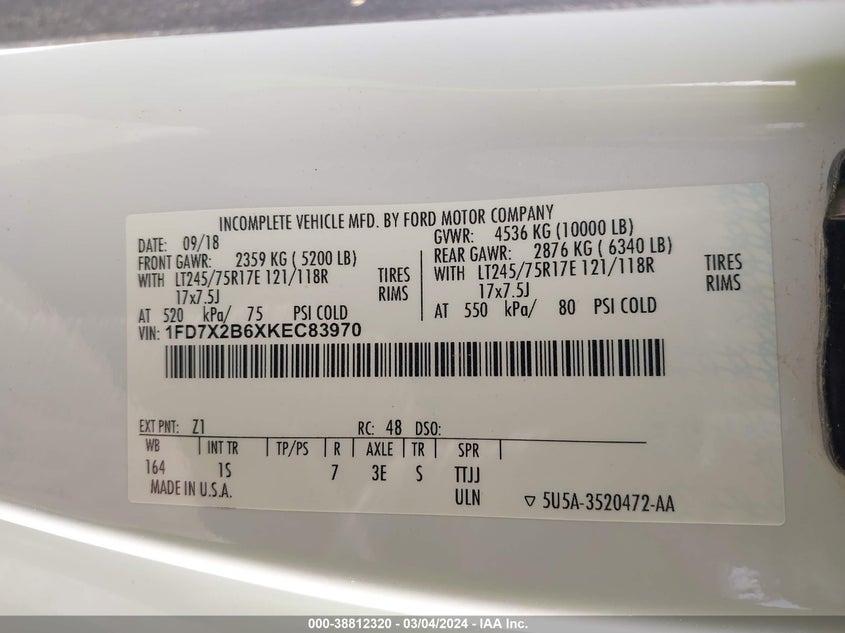 INCOMPLETE VEHICLE MFD. BY FORD MOTOR COMPANY
DATE: 09/18
FRONT GAWR: 2359 KG ( 5200 LB)
WITH LT245/75R17E 121/118R TIRES
17x7.5J RIMS
AT 520 kPa/ 75 PSI COLD
GVWR: 4536 KG (10000 LB)
REAR GAWR: 2876 KG ( 6340 LB)
WITH LT245/75R17E 121/118R TIRES
17x7.5J RIMS
AT 550 kPa/ 80 PSI COLD
VIN: 1FD7X2B6XKEC83970
EXT PNT: Z1 RC: 48 DSO:
WB INT TR TP/PS R AXLE TR SPR
164 1S 7 3E S TTJJ
MADE IN U.S.A. ULN ▽ 5U5A-3520472-AA
000-38812320 - 03/04/2024 - IAA Inc.